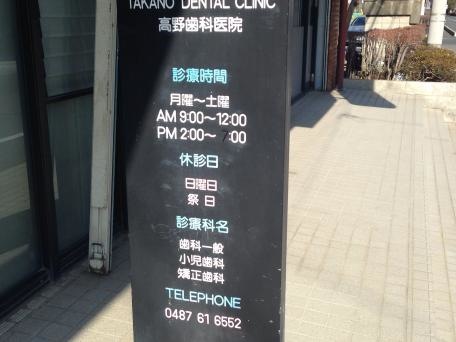 TAKANO DENTAL CLINIC
高野歯科医院
診療時間
月曜～土曜
AM 9:00～12:00
PM 2:00～ 7:00
休診日
日曜日
祭 日
診療科名
歯科一般
小児歯科
矯正歯科
TELEPHONE
0487 61 6552